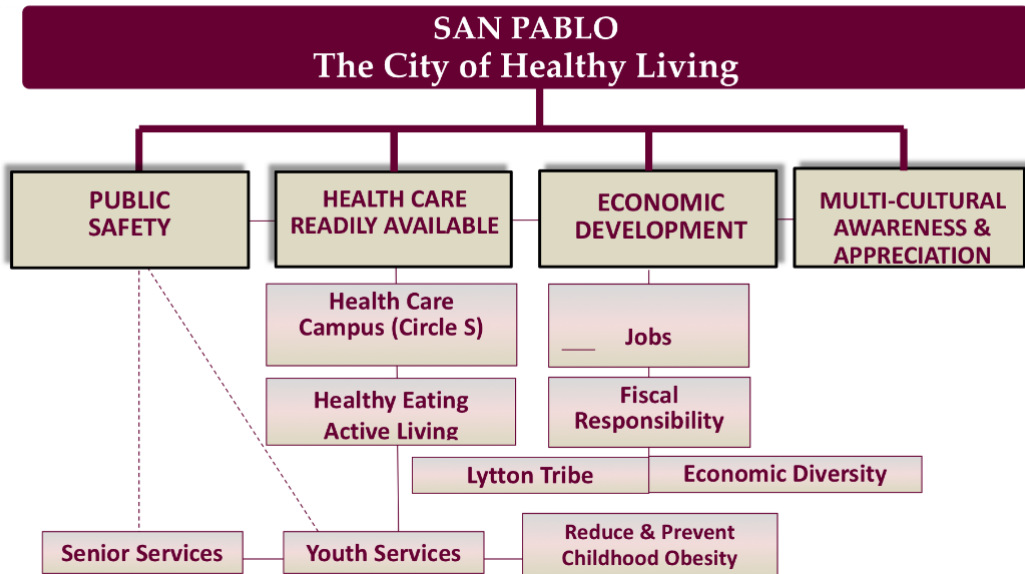 SAN PABLO
The City of Healthy Living
PUBLIC
SAFETY
HEALTH CARE
READILY AVAILABLE
ECONOMIC
DEVELOPMENT
MULTI-CULTURAL
AWARENESS &
APPRECIATION
Health Care
Campus (Circle S)
___ Jobs
Healthy Eating
Active Living
Fiscal
Responsibility
Lytton Tribe
Economic Diversity
Senior Services
Youth Services
Reduce & Prevent
Childhood Obesity